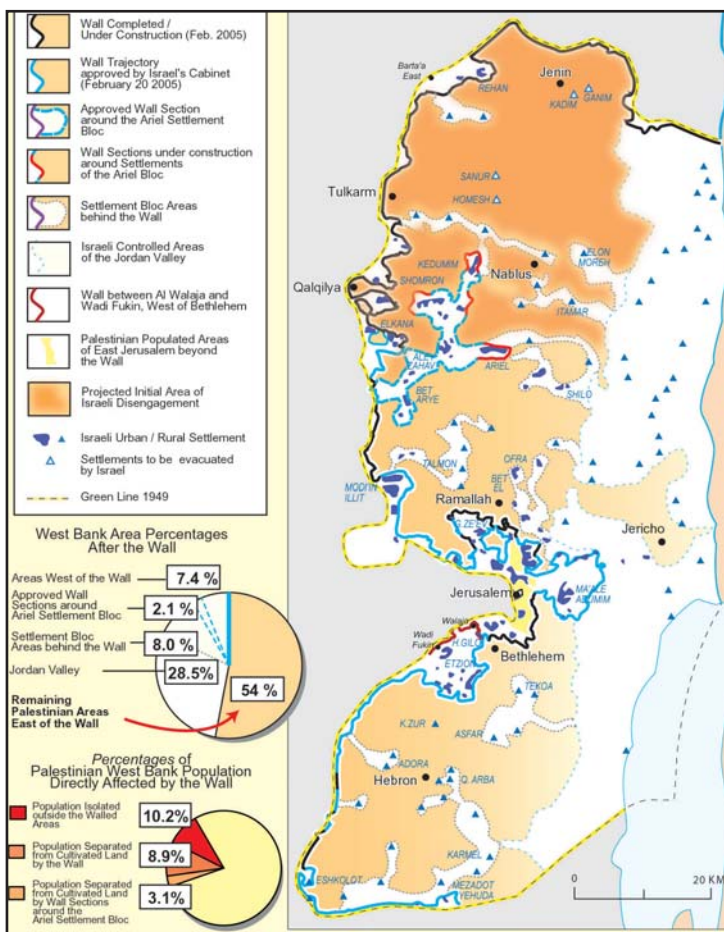 Wall Completed /
Under Construction (Feb. 2005)
Wall Trajectory
approved by Israel's Cabinet
(February 20 2005)
Approved Wall Section
around the Ariel Settlement
Bloc
Wall Sections under construction
around Settlements
of the Ariel Bloc
Settlement Bloc Areas
behind the Wall
Israeli Controlled Areas
of the Jordan Valley
Wall between Al Walaja and
Wadi Fukin, West of Bethlehem
Palestinian Populated Areas
of East Jerusalem beyond
the Wall
Projected Initial Area of
Israeli Disengagement
Israeli Urban / Rural Settlement
Settlements to be evacuated
by Israel
Green Line 1949
West Bank Area Percentages
After the Wall
Areas West of the Wall
7.4 %
Approved Wall
Sections around
Ariel Settlement Bloc
2.1 %
Settlement Bloc
Areas behind the Wall
8.0 %
Jordan Valley
28.5%
54 %
Remaining
Palestinian Areas
East of the Wall
Percentages of
Palestinian West Bank Population
Directly Affected by the Wall
Population Isolated
outside the Walled
Areas
10.2%
Population Separated
from Cultivated Land
by the Wall
8.9%
Population Separated
from Cultivated Land
by Wall Sections
around the
Ariel Settlement Bloc
3.1%
Barta'a
East
REHAN
Jenin
KADIM
GANIM
SANUR
HOMESH
Tulkarm
KEDUMIM
SHOMRON
Nablus
ELON
MOREH
Qalqilya
ITAMAR
ELKANA
ALEY
ZAHAV
ARIEL
BET
ARYE
SHILO
TALMON
OFRA
BET
EL
MODI'IN
ILLIT
Ramallah
G.ZE'EV
Jericho
Jerusalem
MA'ALE
ADUMIM
Walaja
Wadi
Fukin
H.GILO
Bethlehem
ETZION
TEKOA
K.ZUR
ASFAR
ADORA
Hebron
Q. ARBA
KARMEL
ESHKOLOT
MEZADOT
YEHUDA
0
20 KM